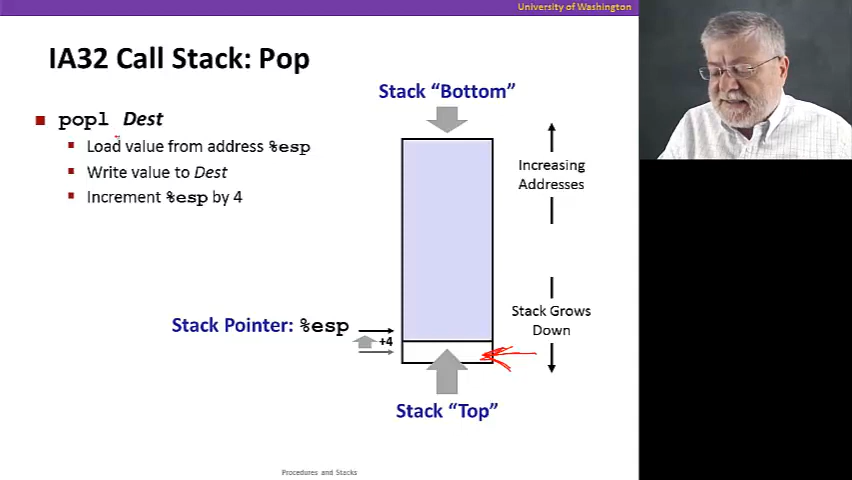 University of Washington
IA32 Call Stack: Pop
popl Dest
Load value from address %esp
Write value to Dest
Increment %esp by 4
Stack “Bottom”
Increasing
Addresses
Stack Grows
Down
Stack Pointer: %esp
+4
Stack “Top”
Procedures and Stacks